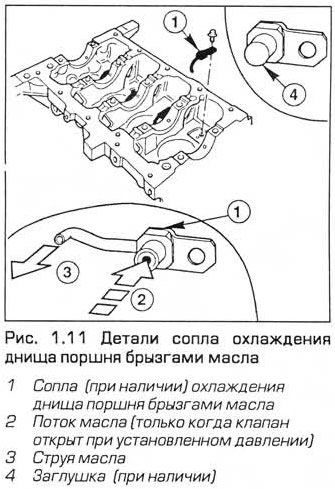 1
4
1
3
2
Рис. 1.11 Детали сопла охлаждения
днища поршня брызгами масла
1 Сопла (при наличии) охлаждения
днища поршня брызгами масла
2 Поток масла (только когда клапан
открыт при установленном давлении)
3 Струя масла
4 Заглушка (при наличии)